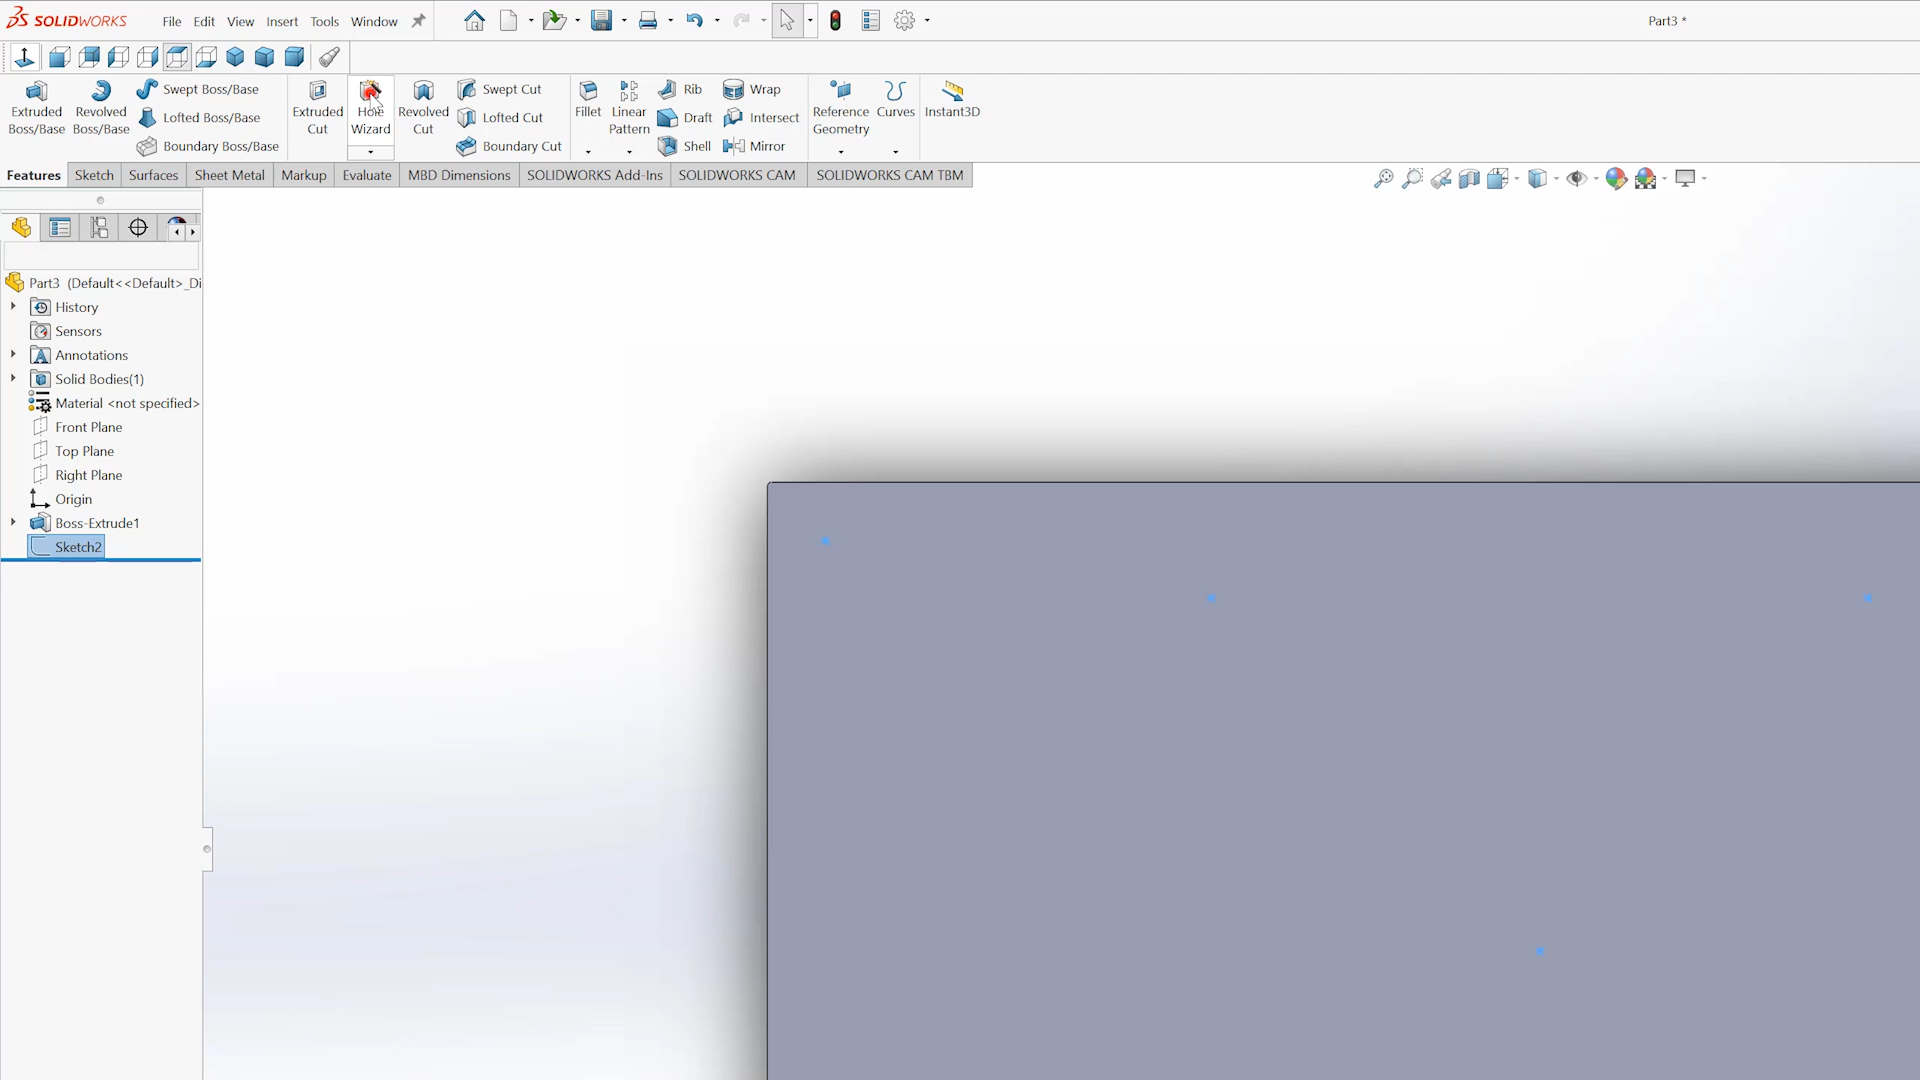 SOLIDWORKS File Edit View Insert Tools Window Part3 *
Extruded Boss/Base
Revolved Boss/Base
Swept Boss/Base
Lofted Boss/Base
Boundary Boss/Base
Extruded Cut
Hole Wizard
Revolved Cut
Swept Cut
Lofted Cut
Boundary Cut
Fillet
Linear Pattern
Rib
Draft
Shell
Wrap
Intersect
Mirror
Reference Geometry
Curves
Instant3D
Features Sketch Surfaces Sheet Metal Markup Evaluate MBD Dimensions SOLIDWORKS Add-Ins SOLIDWORKS CAM SOLIDWORKS CAM TBM
Part3 (Default<<Default>_Di
History
Sensors
Annotations
Solid Bodies(1)
Material <not specified>
Front Plane
Top Plane
Right Plane
Origin
Boss-Extrude1
Sketch2